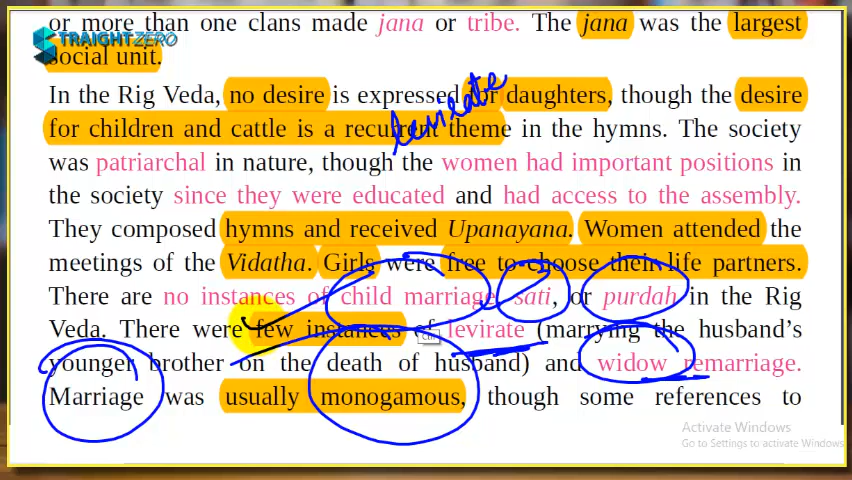 or more than one clans made jana or tribe. The jana was the largest
STRAIGHT ZERO
social unit.
In the Rig Veda, no desire is expressed for daughters, though the desire
levirate
for children and cattle is a recurrent theme in the hymns. The society
was patriarchal in nature, though the women had important positions in
the society since they were educated and had access to the assembly.
They composed hymns and received Upanayana. Women attended the
meetings of the Vidatha. Girls were free to choose their life partners.
There are no instances of child marriage, sati, or purdah in the Rig
Veda. There were few instances of levirate (marrying the husband's
younger brother on the death of husband) and widow remarriage.
Marriage was usually monogamous, though some references to
Activate Windows
Go to Settings to activate Windows